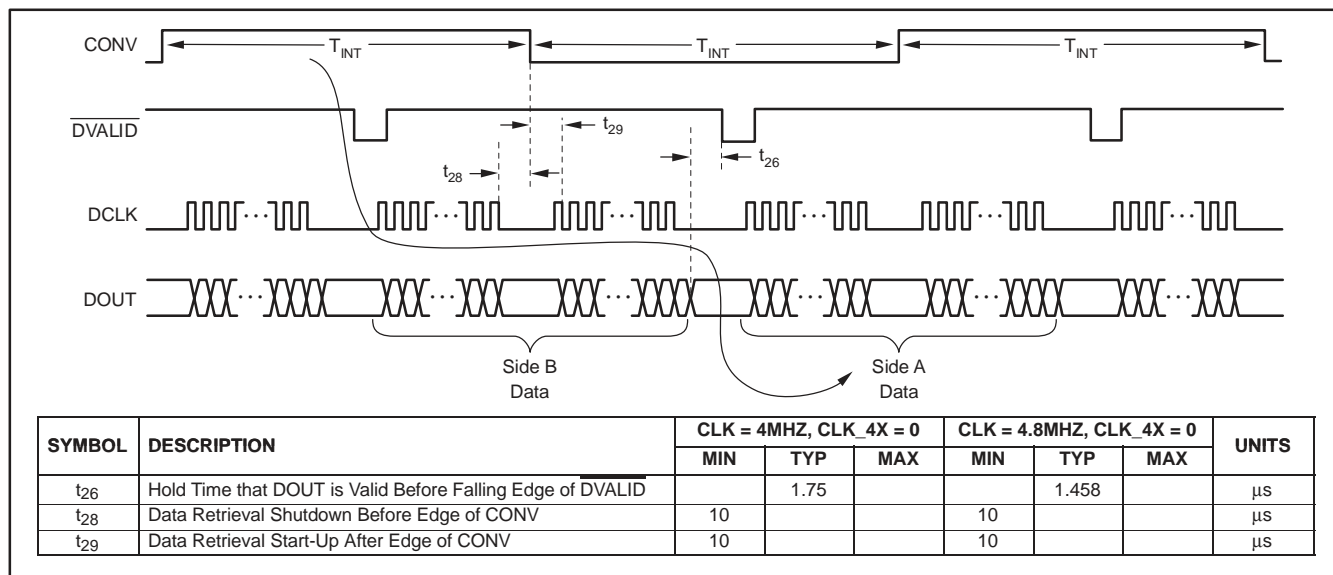 CONV
T_INT T_INT T_INT
DVALID
t29
t26
t28
DCLK
··· ··· ··· ··· ··· ···
DOUT
··· ··· ··· ··· ··· ···
Side B
Data
Side A
Data
SYMBOL DESCRIPTION CLK = 4MHZ, CLK_4X = 0 CLK = 4.8MHZ, CLK_4X = 0 UNITS
MIN TYP MAX MIN TYP MAX
t26 Hold Time that DOUT is Valid Before Falling Edge of DVALID 1.75 1.458 μs
t28 Data Retrieval Shutdown Before Edge of CONV 10 10 μs
t29 Data Retrieval Start-Up After Edge of CONV 10 10 μs